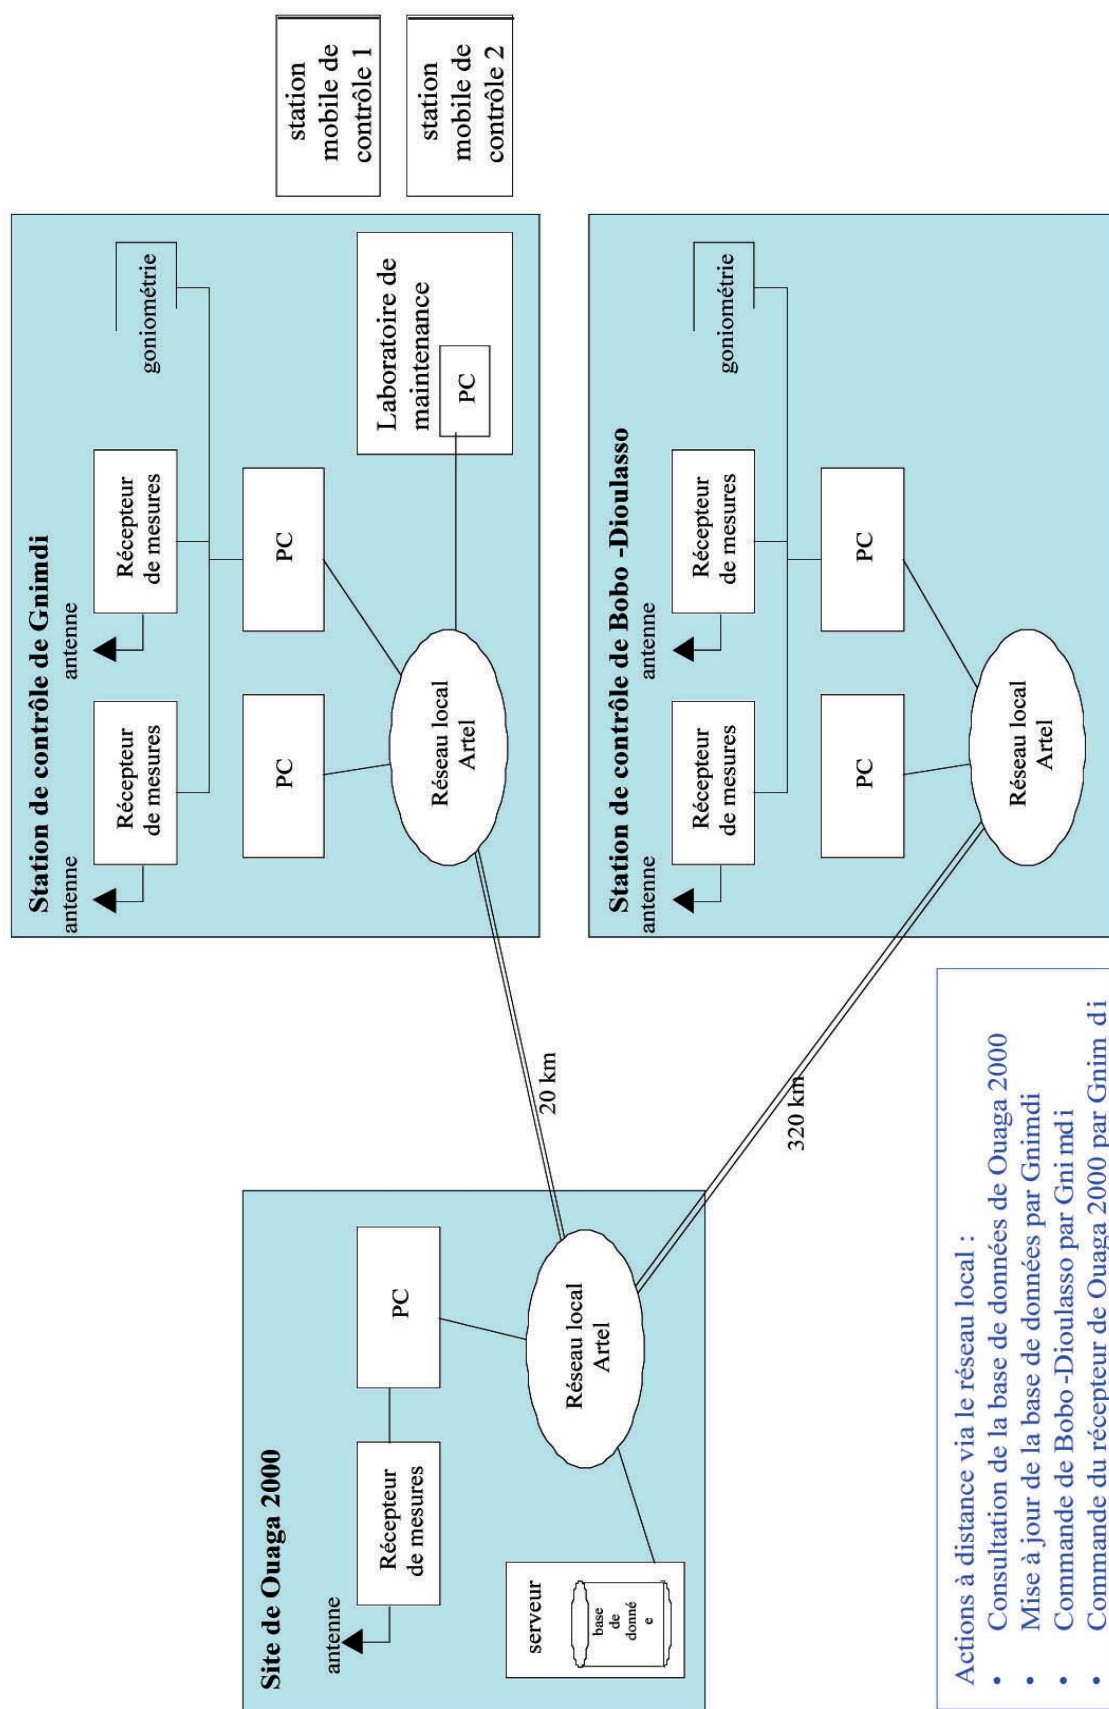 Site de Ouaga 2000
antenne
Récepteur
de mesures
PC
serveur
base
de
donné
e
Réseau local
Artel
20 km
320 km
Station de contrôle de Gnimdi
antenne
Récepteur
de mesures
antenne
Récepteur
de mesures
goniométrie
PC
PC
Réseau local
Artel
Laboratoire de
maintenance
PC
station
mobile de
contrôle 1
station
mobile de
contrôle 2
Station de contrôle de Bobo -Dioulasso
antenne
Récepteur
de mesures
antenne
Récepteur
de mesures
goniométrie
PC
PC
Réseau local
Artel
Actions à distance via le réseau local :
• Consultation de la base de données de Ouaga 2000
• Mise à jour de la base de données par Gnimdi
• Commande de Bobo -Dioulasso par Gni mdi
• Commande du récepteur de Ouaga 2000 par Gnim di